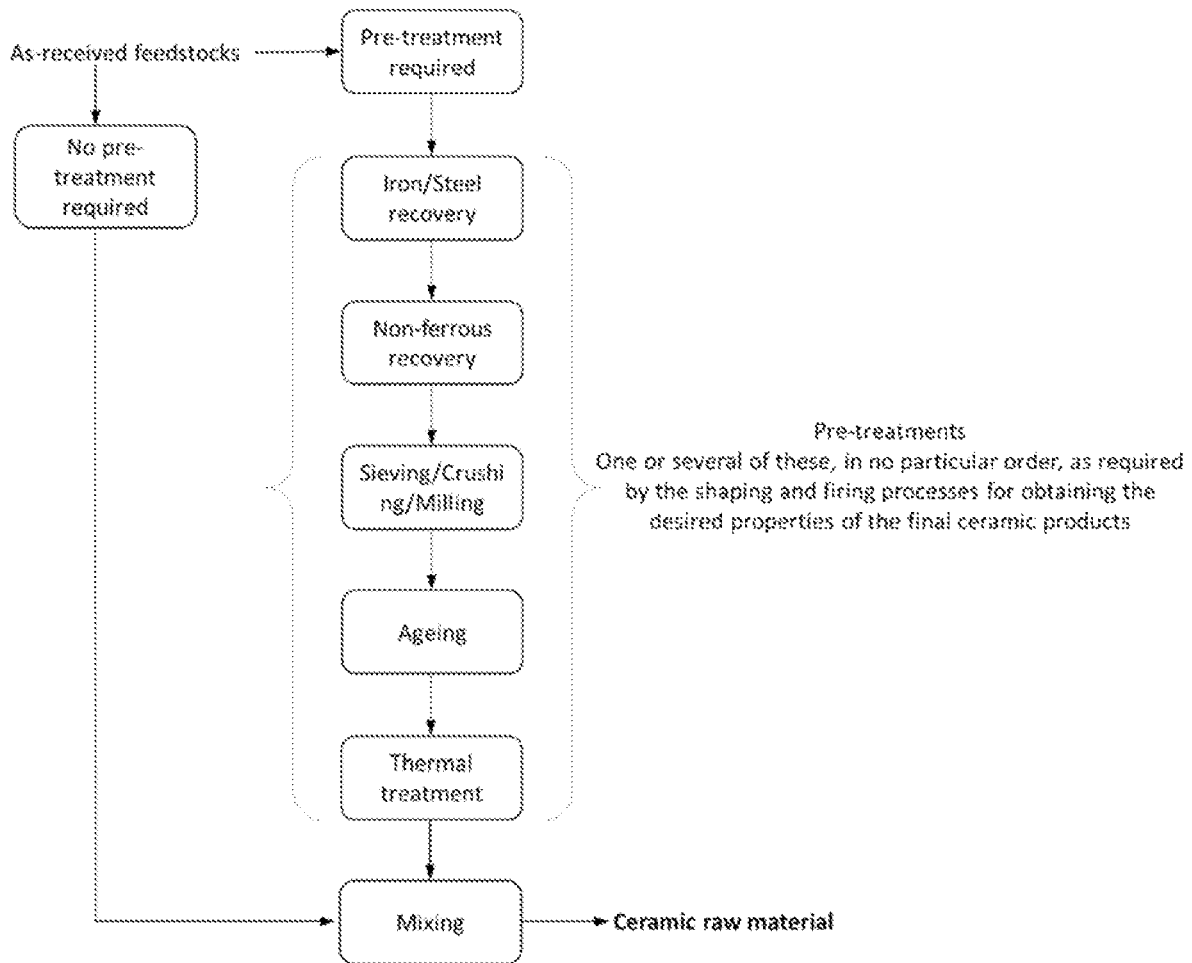 As-received feedstocks
Pre-treatment
required
No pre-
treatment
required
Iron/Steel
recovery
Non-ferrous
recovery
Sieving/Crushi
ng/Milling
Ageing
Thermal
treatment
Pre-treatments
One or several of these, in no particular order, as required
by the shaping and firing processes for obtaining the
desired properties of the final ceramic products
Mixing
Ceramic raw material